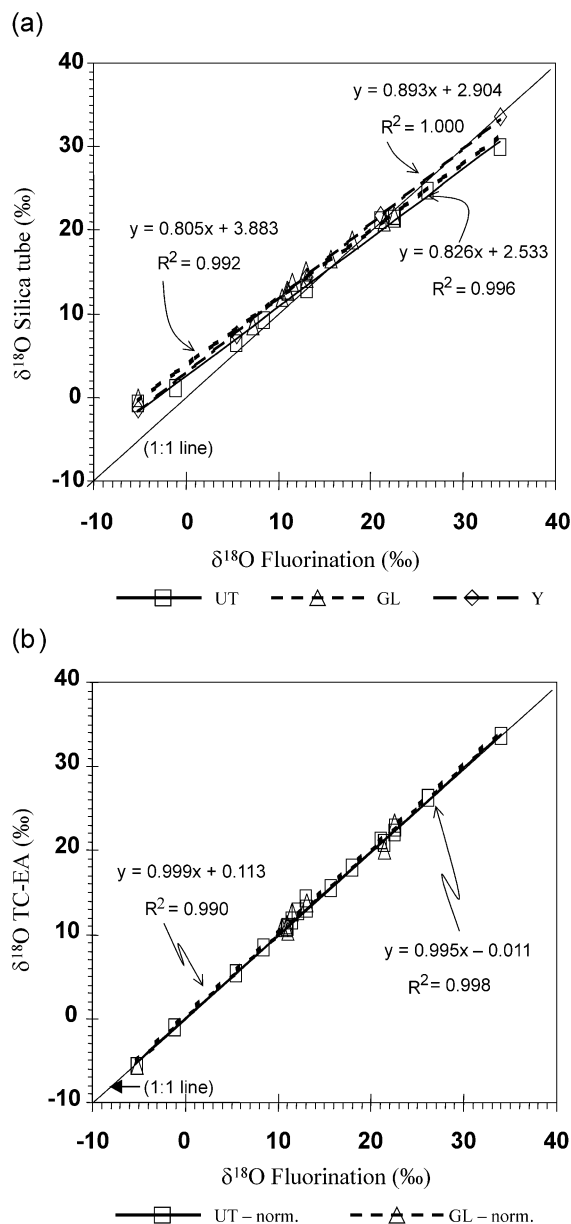 (a)
40
30
20
10
0
-10
δ¹⁸O Silica tube (‰)
y = 0.893x + 2.904
R² = 1.000
y = 0.805x + 3.883
R² = 0.992
y = 0.826x + 2.533
R² = 0.996
(1:1 line)
-10 0 10 20 30 40
δ¹⁸O Fluorination (‰)
UT GL Y
(b)
40
30
20
10
0
-10
δ¹⁸O TC-EA (‰)
y = 0.999x + 0.113
R² = 0.990
y = 0.995x – 0.011
R² = 0.998
(1:1 line)
-10 0 10 20 30 40
δ¹⁸O Fluorination (‰)
UT – norm. GL – norm.